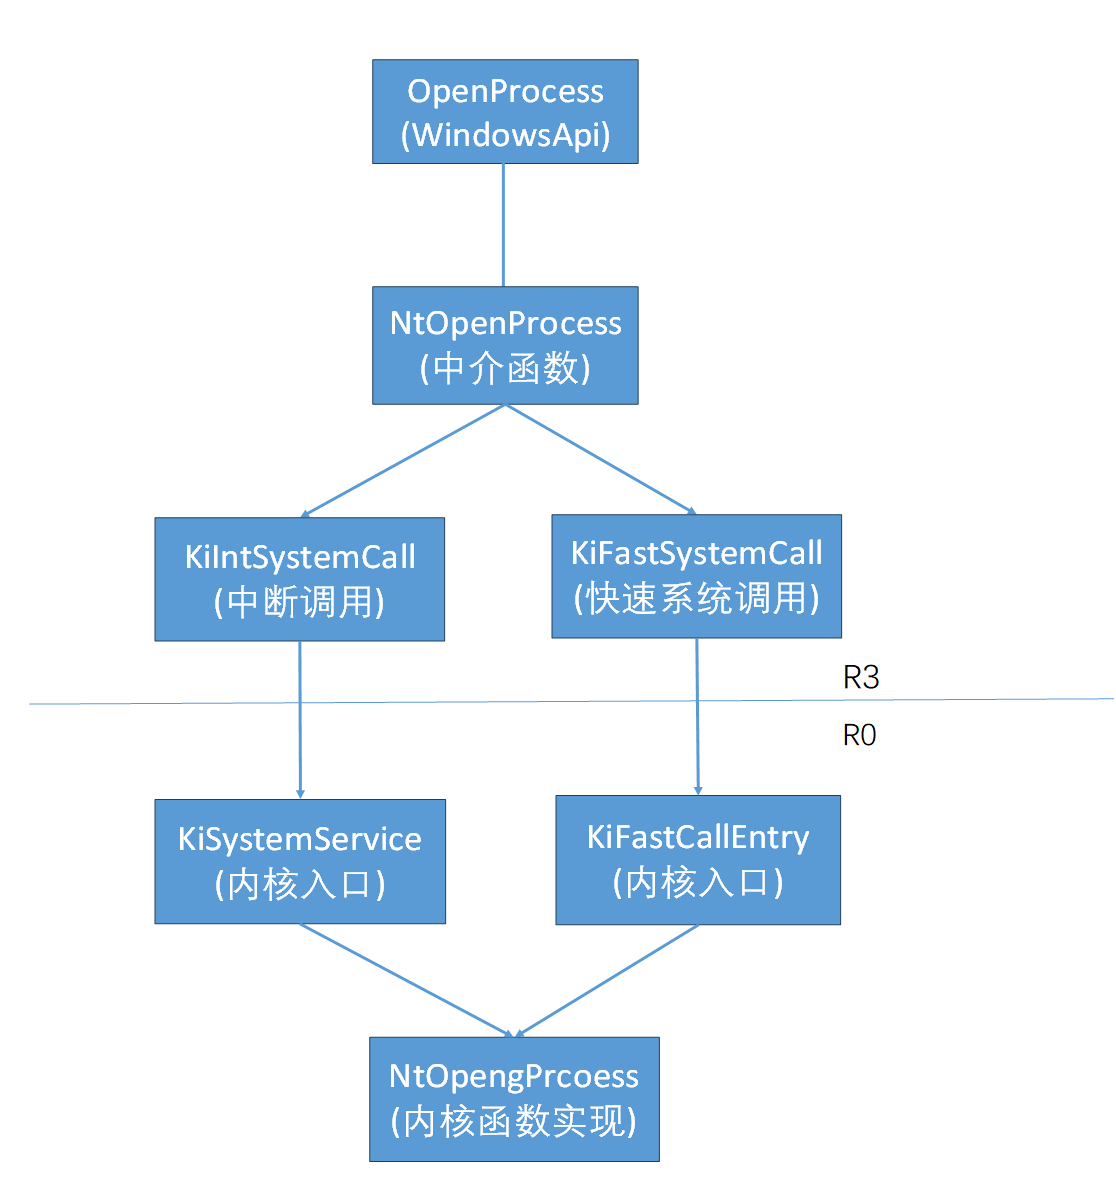 OpenProcess
(WindowsApi)
NtOpenProcess
(中介函数)
KiIntSystemCall
(中断调用)
KiFastSystemCall
(快速系统调用)
R3
R0
KiSystemService
(内核入口)
KiFastCallEntry
(内核入口)
NtOpengPrcoess
(内核函数实现)